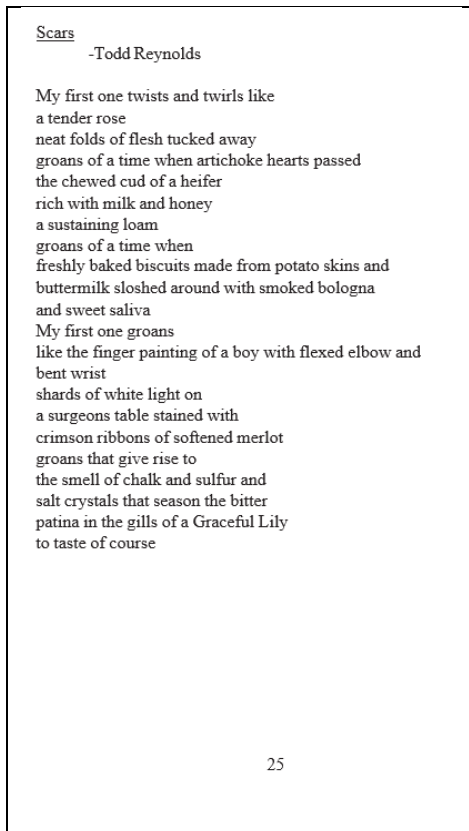 Scars
-Todd Reynolds
My first one twists and twirls like
a tender rose
neat folds of flesh tucked away
groans of a time when artichoke hearts passed
the chewed cud of a heifer
rich with milk and honey
a sustaining loam
groans of a time when
freshly baked biscuits made from potato skins and
buttermilk sloshed around with smoked bologna
and sweet saliva
My first one groans
like the finger painting of a boy with flexed elbow and
bent wrist
shards of white light on
a surgeons table stained with
crimson ribbons of softened merlot
groans that give rise to
the smell of chalk and sulfur and
salt crystals that season the bitter
patina in the gills of a Graceful Lily
to taste of course
25